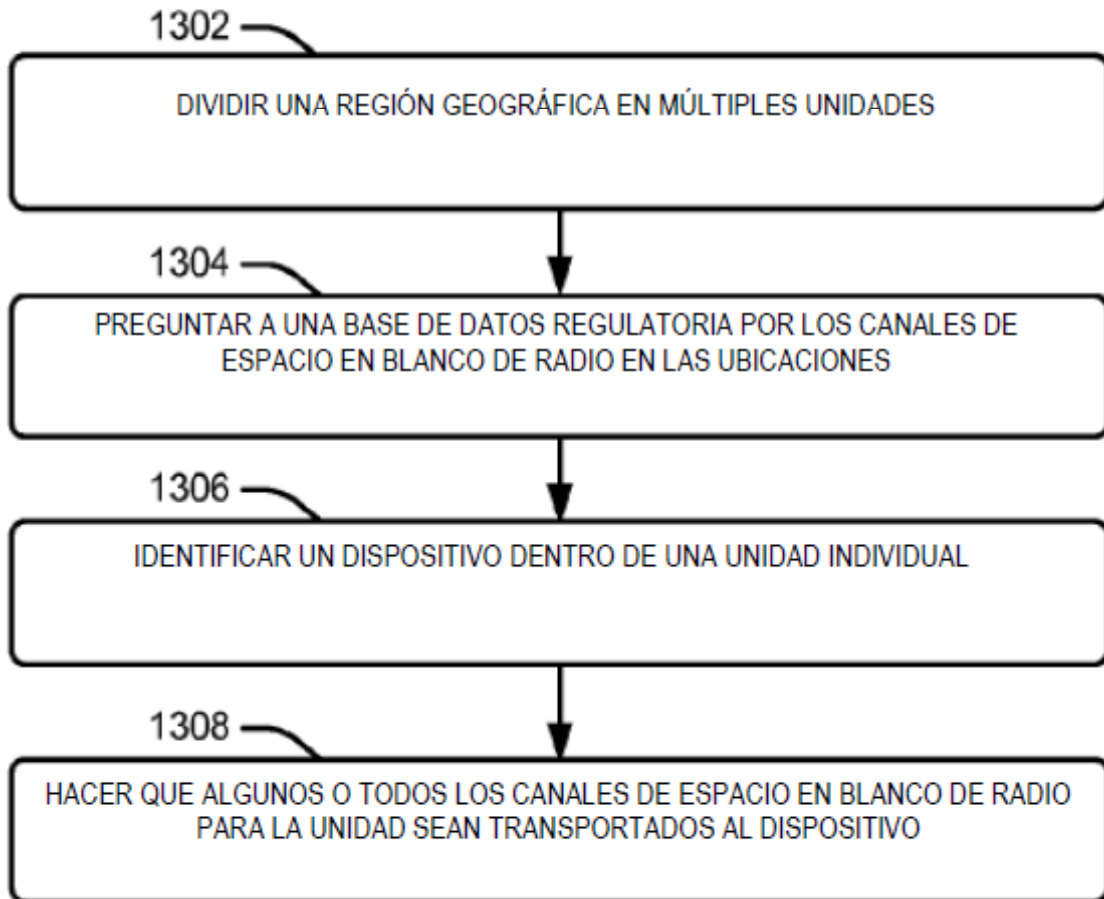 1302
DIVIDIR UNA REGIÓN GEOGRÁFICA EN MÚLTIPLES UNIDADES
1304
PREGUNTAR A UNA BASE DE DATOS REGULATORIA POR LOS CANALES DE
ESPACIO EN BLANCO DE RADIO EN LAS UBICACIONES
1306
IDENTIFICAR UN DISPOSITIVO DENTRO DE UNA UNIDAD INDIVIDUAL
1308
HACER QUE ALGUNOS O TODOS LOS CANALES DE ESPACIO EN BLANCO DE RADIO
PARA LA UNIDAD SEAN TRANSPORTADOS AL DISPOSITIVO